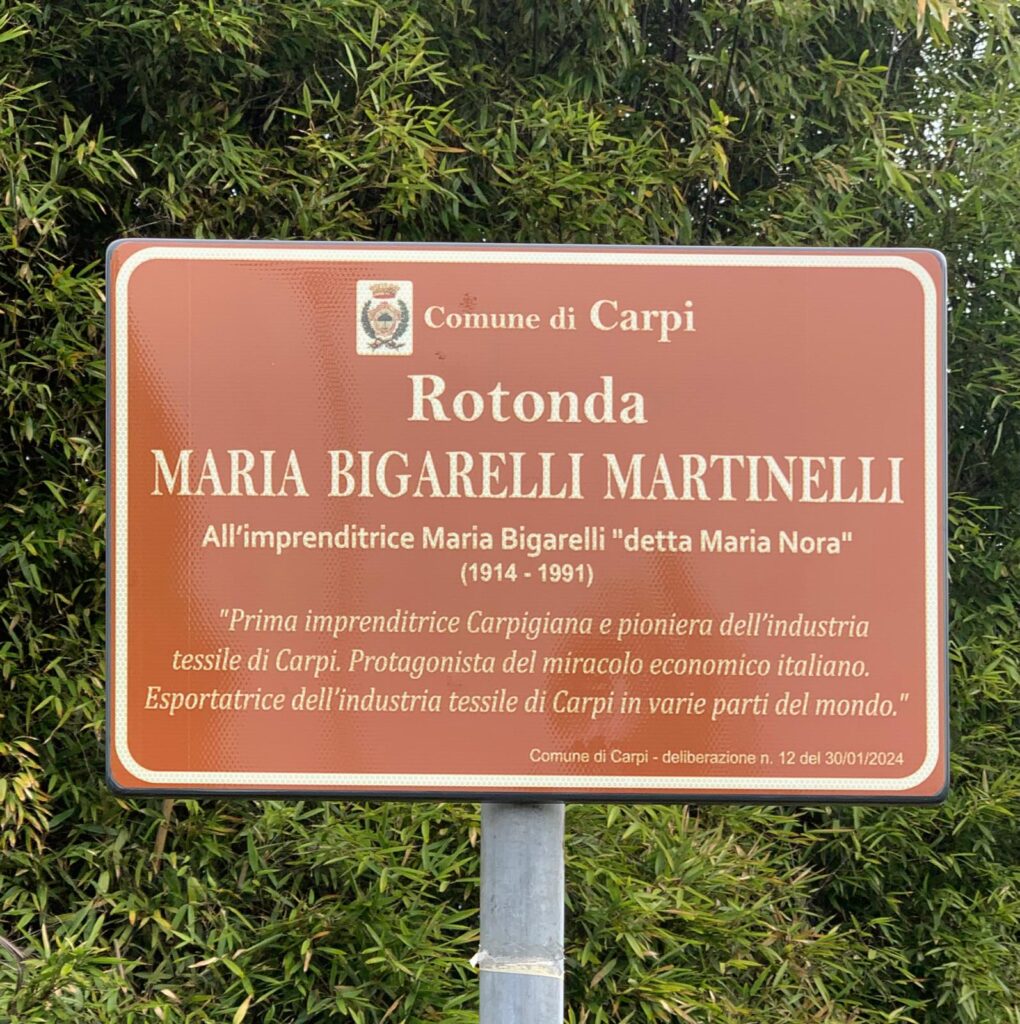 Comune di Carpi
Rotonda
MARIA BIGARELLI MARTINELLI
All'imprenditrice Maria Bigarelli "detta Maria Nora"
(1914 - 1991)
"Prima imprenditrice Carpigiana e pioniera dell'industria
tessile di Carpi. Protagonista del miracolo economico italiano.
Esportatrice dell'industria tessile di Carpi in varie parti del mondo."
Comune di Carpi - deliberazione n. 12 del 30/01/2024